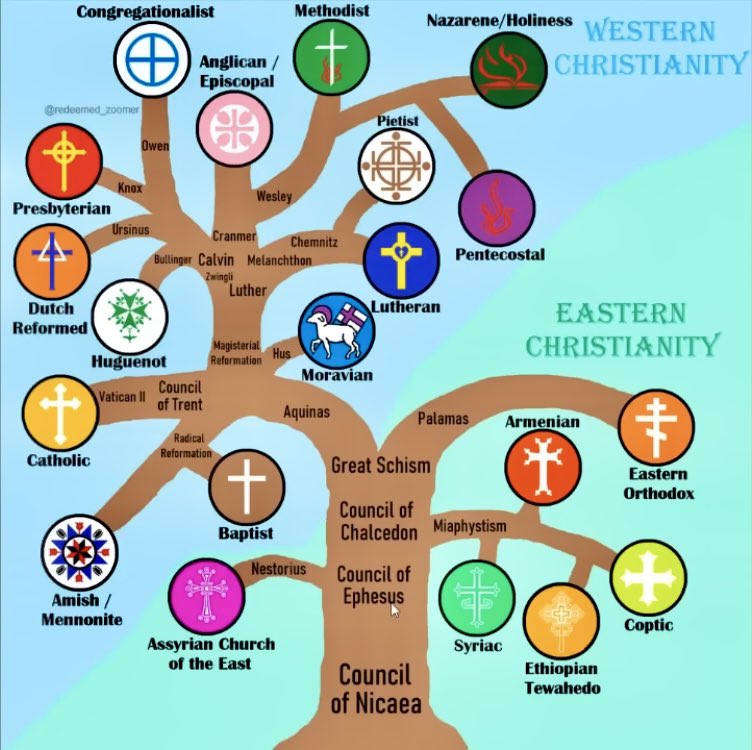 Congregationalist
Methodist
Nazarene/Holiness
WESTERN
CHRISTIANITY
Anglican /
Episcopal
@redeemed_zoomer
Pietist
Owen
Knox
Presbyterian
Wesley
Pentecostal
Ursinus
Cranmer
Chemnitz
Bullinger
Calvin
Melanchthon
Zwingli
Luther
Lutheran
Dutch
Reformed
Huguenot
EASTERN
CHRISTIANITY
Magisterial
Reformation
Hus
Moravian
Vatican II
Council
of Trent
Aquinas
Palamas
Armenian
Catholic
Radical
Reformation
Great Schism
Eastern
Orthodox
Baptist
Council of
Chalcedon
Miaphystism
Amish /
Mennonite
Nestorius
Council of
Ephesus
Assyrian Church
of the East
Syriac
Coptic
Ethiopian
Tewahedo
Council
of Nicaea